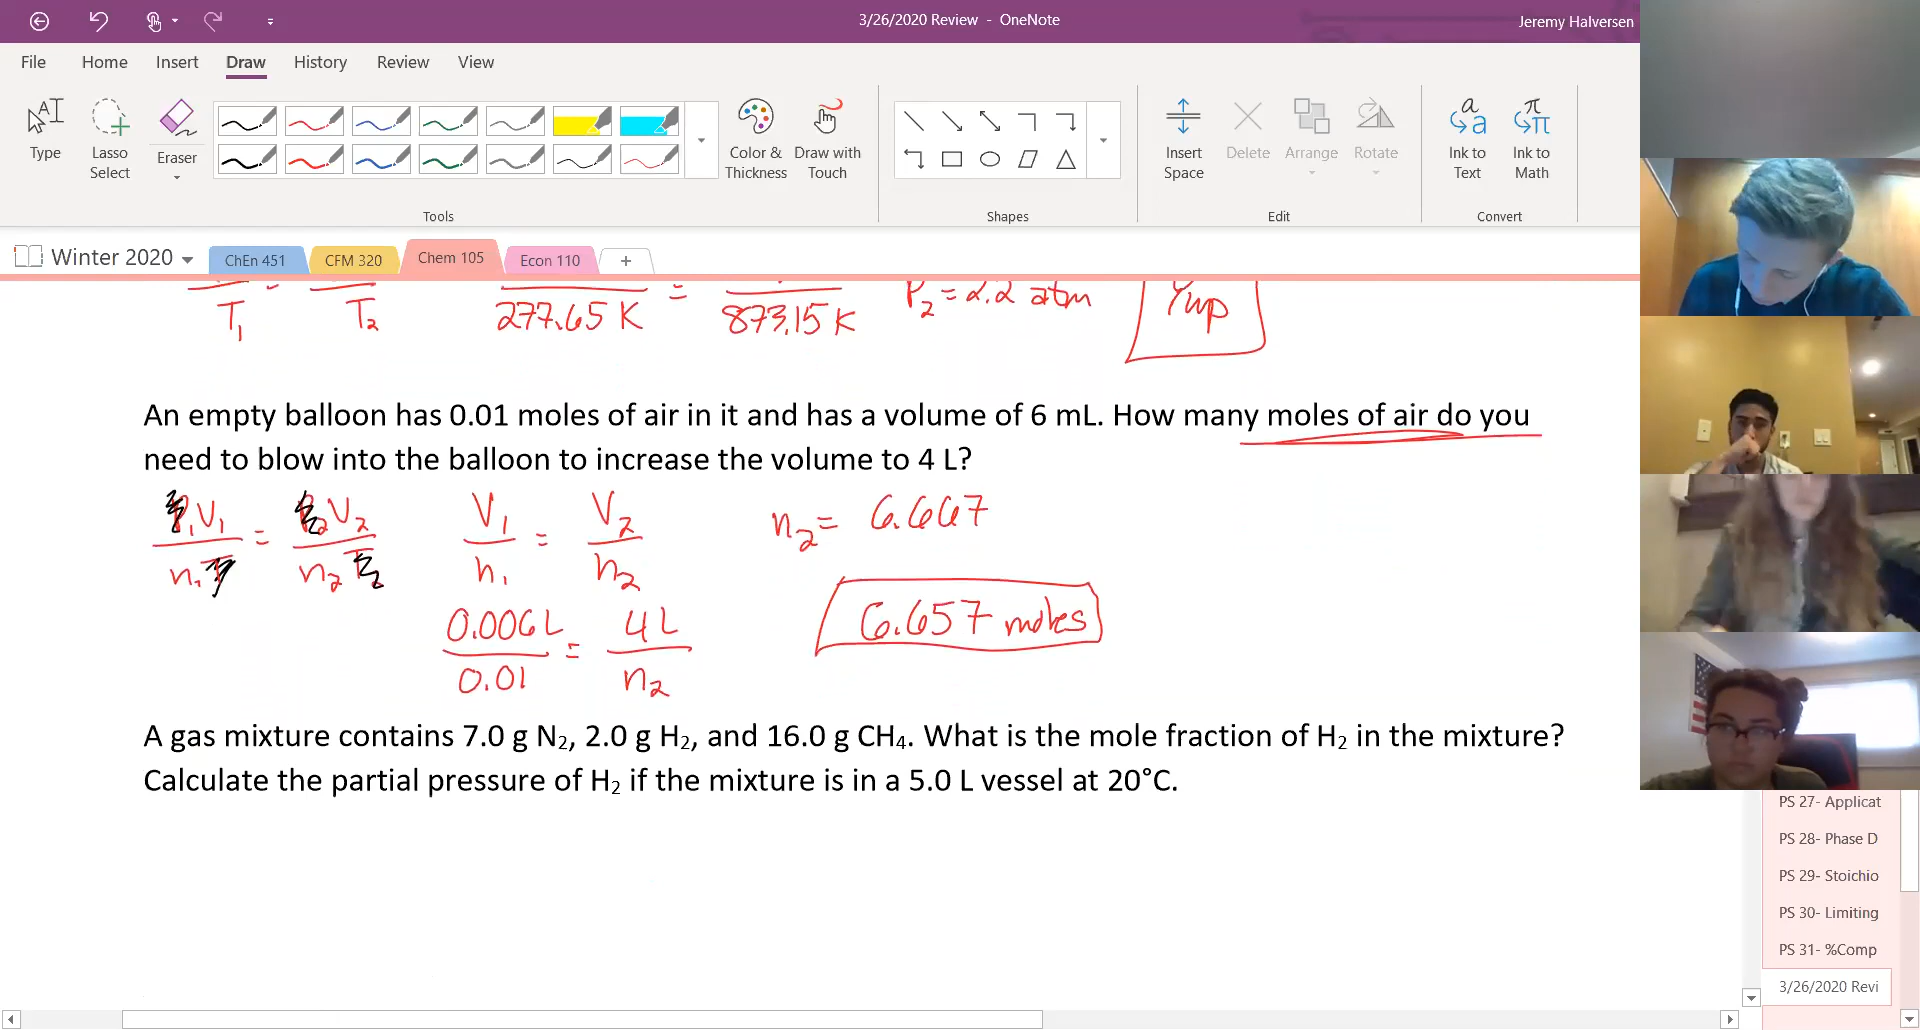 3/26/2020 Review - OneNote
Jeremy Halversen
File Home Insert Draw History Review View
Type
Lasso Select
Eraser
Color & Thickness
Draw with Touch
Insert Space
Delete
Arrange
Rotate
Ink to Text
Ink to Math
Tools
Shapes
Edit
Convert
Winter 2020
ChEn 451
CFM 320
Chem 105
Econ 110
+
T₁ = T₂
277.65 K = 873.15 K
P₂ = 2.2 atm
Yup
An empty balloon has 0.01 moles of air in it and has a volume of 6 mL. How many moles of air do you
need to blow into the balloon to increase the volume to 4 L?
P₁V₁ / n₁T₁ = P₂V₂ / n₂T₂
V₁ / n₁ = V₂ / n₂
n₂ = 6.667
0.006 L / 0.01 = 4 L / n₂
6.657 moles
A gas mixture contains 7.0 g N₂, 2.0 g H₂, and 16.0 g CH₄. What is the mole fraction of H₂ in the mixture?
Calculate the partial pressure of H₂ if the mixture is in a 5.0 L vessel at 20°C.
PS 27- Applicat
PS 28- Phase D
PS 29- Stoichio
PS 30- Limiting
PS 31- %Comp
3/26/2020 Revi